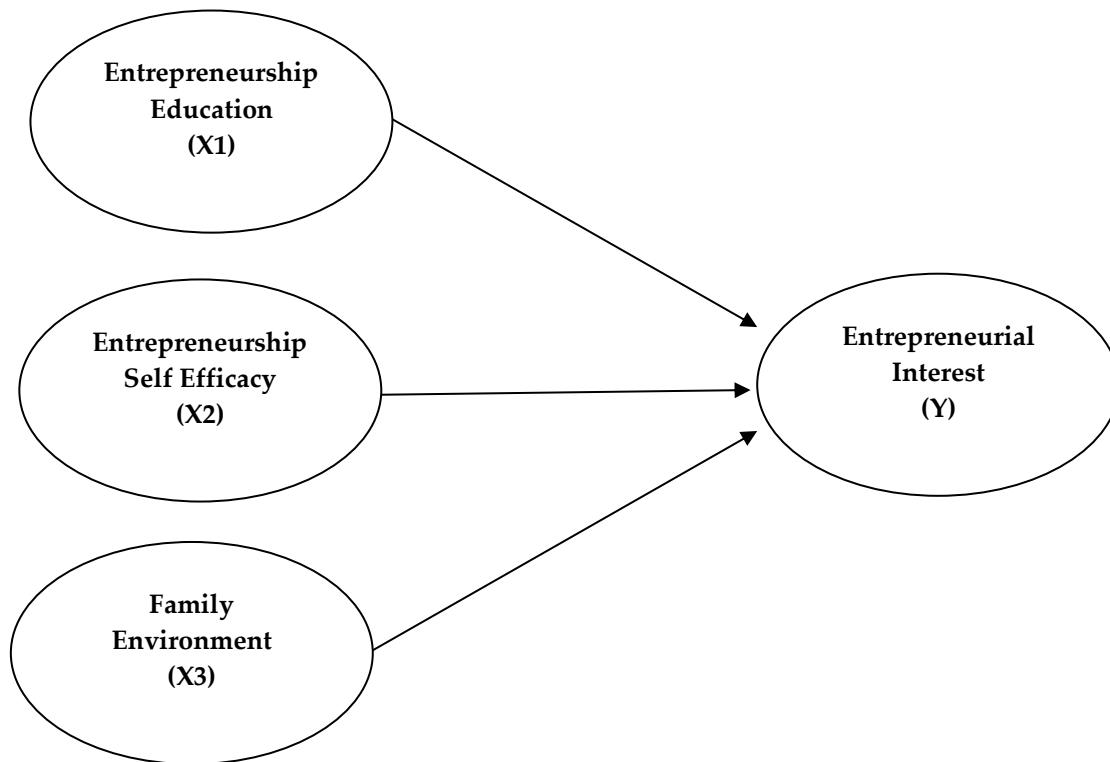 Entrepreneurship
Education
(X1)
Entrepreneurship
Self Efficacy
(X2)
Entrepreneurial
Interest
(Y)
Family
Environment
(X3)